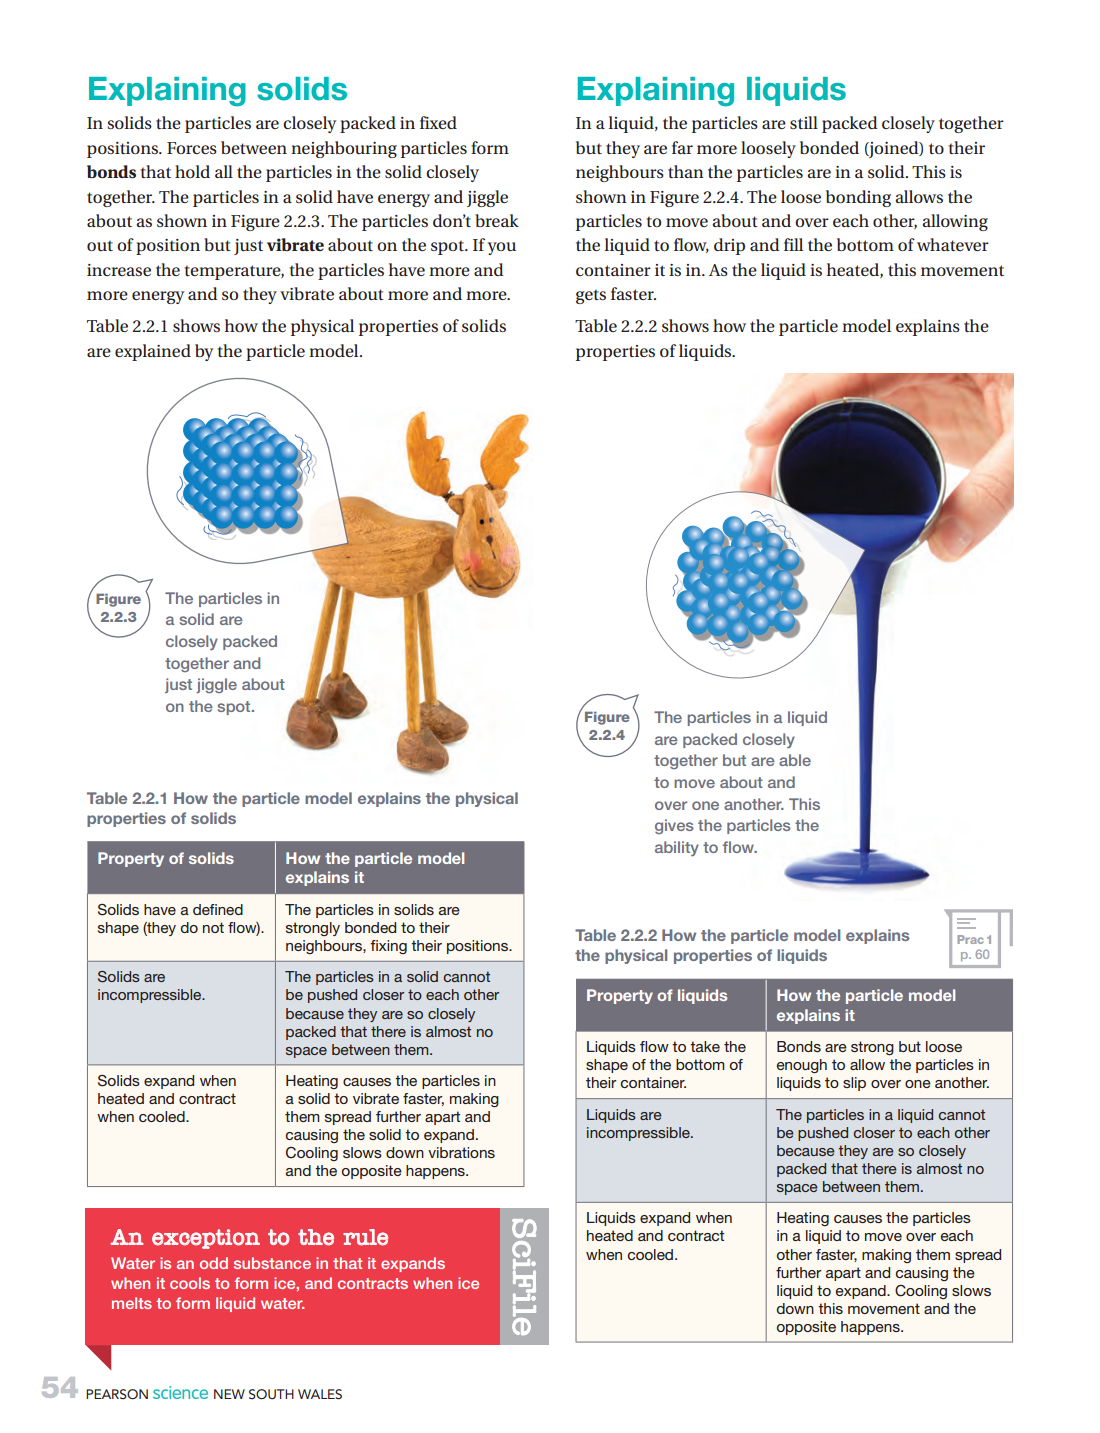 Explaining solids
In solids the particles are closely packed in fixed
positions. Forces between neighbouring particles form
bonds that hold all the particles in the solid closely
together. The particles in a solid have energy and jiggle
about as shown in Figure 2.2.3. The particles don't break
out of position but just vibrate about on the spot. If you
increase the temperature, the particles have more and
more energy and so they vibrate about more and more.
Table 2.2.1 shows how the physical properties of solids
are explained by the particle model.
Figure
2.2.3
The particles in
a solid are
closely packed
together and
just jiggle about
on the spot.
Table 2.2.1 How the particle model explains the physical
properties of solids
Property of solids
How the particle model
explains it
Solids have a defined
shape (they do not flow).
The particles in solids are
strongly bonded to their
neighbours, fixing their positions.
Solids are
incompressible.
The particles in a solid cannot
be pushed closer to each other
because they are so closely
packed that there is almost no
space between them.
Solids expand when
heated and contract
when cooled.
Heating causes the particles in
a solid to vibrate faster, making
them spread further apart and
causing the solid to expand.
Cooling slows down vibrations
and the opposite happens.
An exception to the rule
Water is an odd substance in that it expands
when it cools to form ice, and contracts when ice
melts to form liquid water.
SciFile
Explaining liquids
In a liquid, the particles are still packed closely together
but they are far more loosely bonded (joined) to their
neighbours than the particles are in a solid. This is
shown in Figure 2.2.4. The loose bonding allows the
particles to move about and over each other, allowing
the liquid to flow, drip and fill the bottom of whatever
container it is in. As the liquid is heated, this movement
gets faster.
Table 2.2.2 shows how the particle model explains the
properties of liquids.
Figure
2.2.4
The particles in a liquid
are packed closely
together but are able
to move about and
over one another. This
gives the particles the
ability to flow.
Prac 1
p. 60
Table 2.2.2 How the particle model explains
the physical properties of liquids
Property of liquids
How the particle model
explains it
Liquids flow to take the
shape of the bottom of
their container.
Bonds are strong but loose
enough to allow the particles in
liquids to slip over one another.
Liquids are
incompressible.
The particles in a liquid cannot
be pushed closer to each other
because they are so closely
packed that there is almost no
space between them.
Liquids expand when
heated and contract
when cooled.
Heating causes the particles
in a liquid to move over each
other faster, making them spread
further apart and causing the
liquid to expand. Cooling slows
down this movement and the
opposite happens.
54 PEARSON science NEW SOUTH WALES